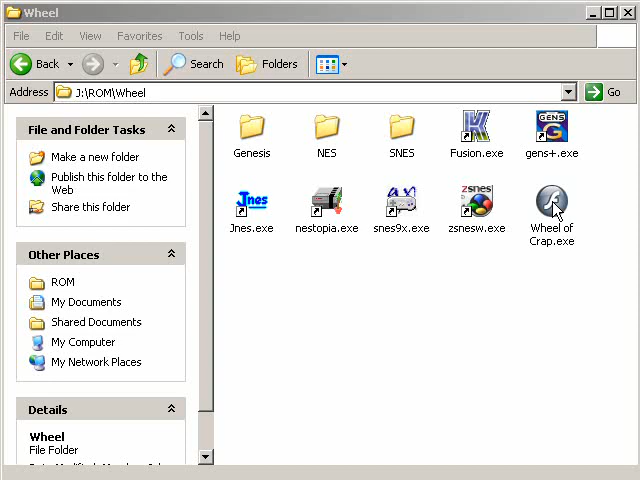 Wheel
File Edit View Favorites Tools Help
Back Search Folders
Address J:\ROM\Wheel Go
File and Folder Tasks
Make a new folder
Publish this folder to the
Web
Share this folder
Other Places
ROM
My Documents
Shared Documents
My Computer
My Network Places
Details
Wheel
File Folder
Genesis NES SNES Fusion.exe gens+.exe
Jnes.exe nestopia.exe snes9x.exe zsnesw.exe Wheel of
Crap.exe
GENS
Jnes
zsnes